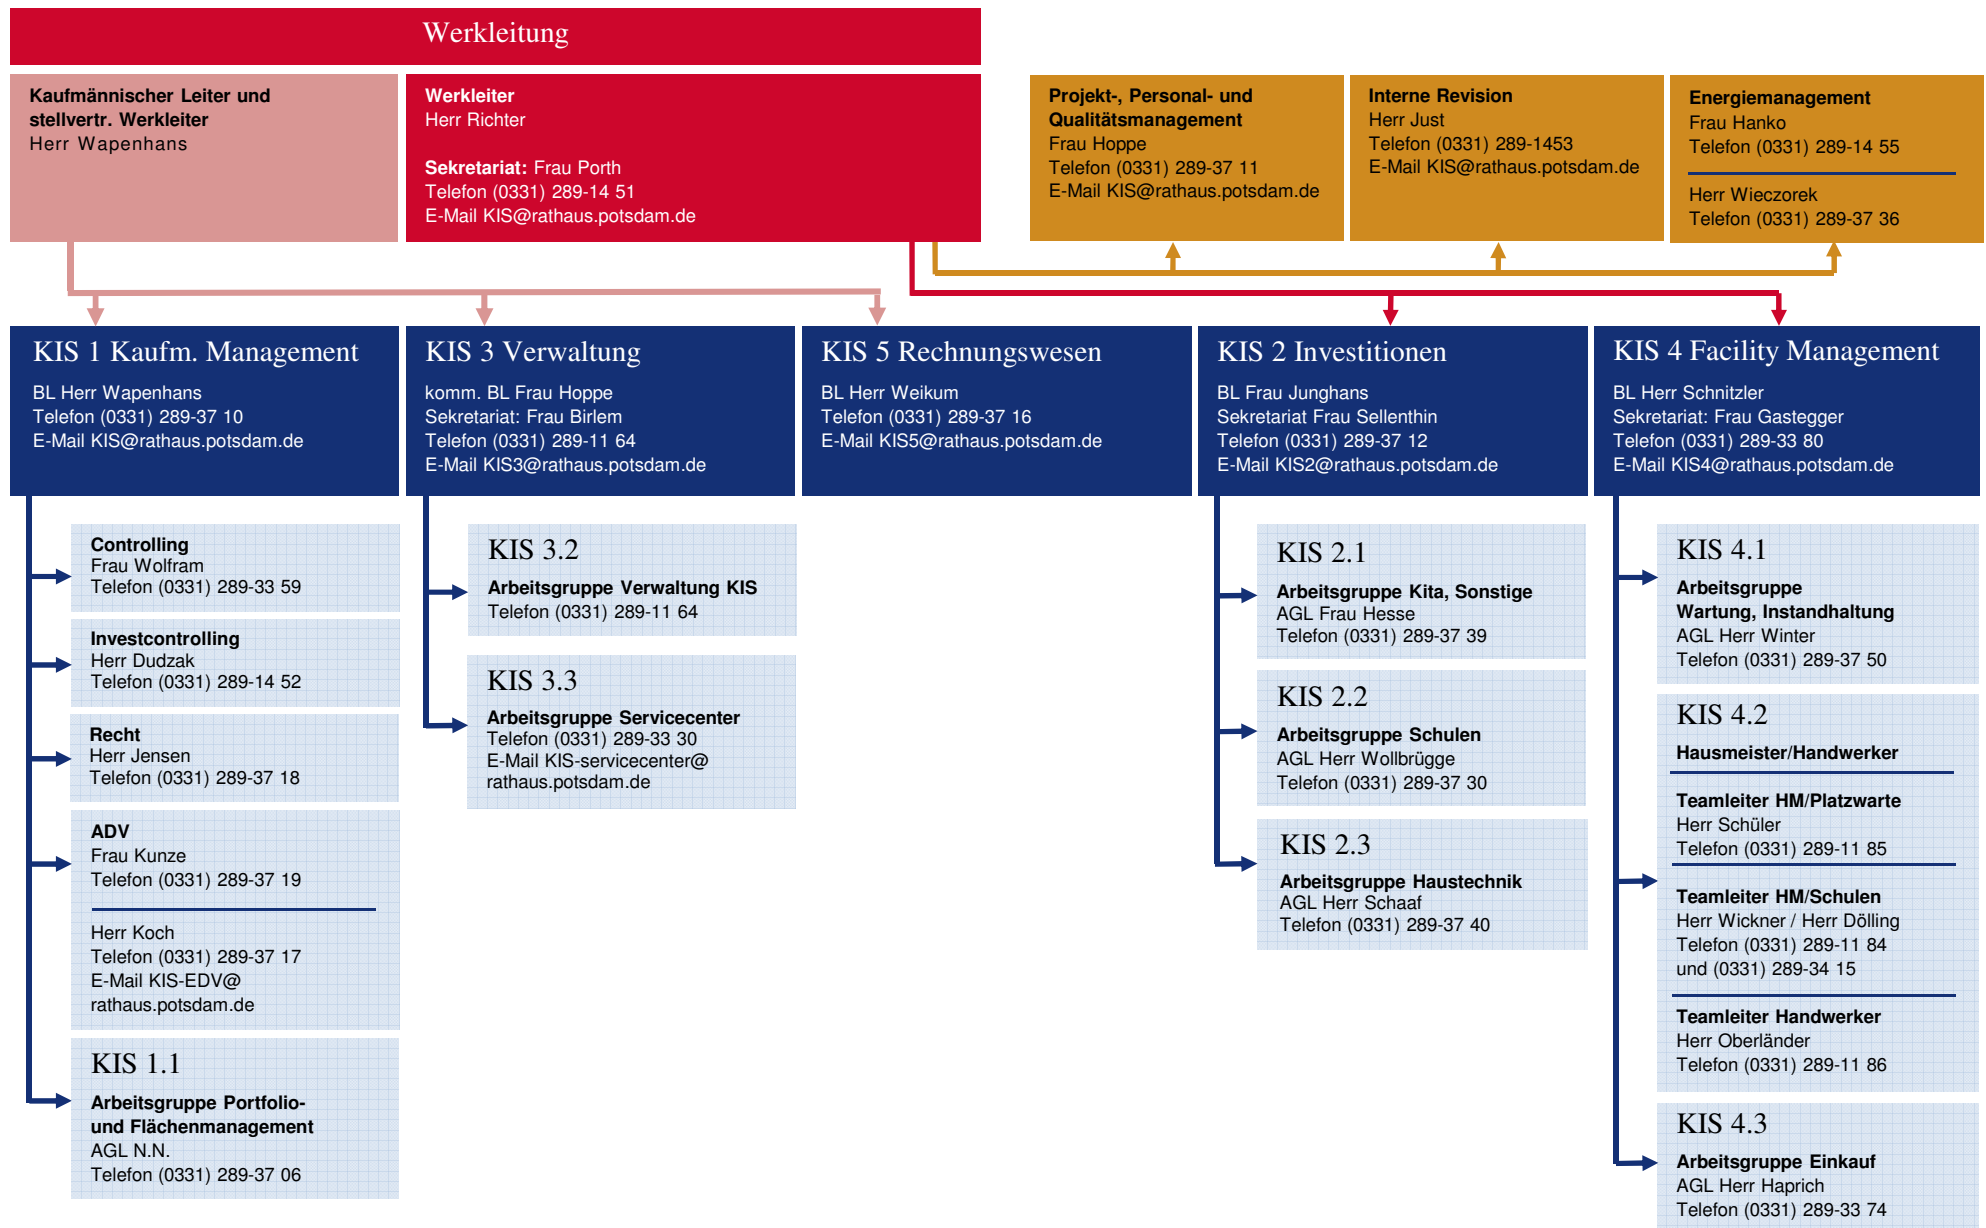 Werkleitung
Kaufmännischer Leiter und
stellvertr. Werkleiter
Herr Wapenhans
Werkleiter
Herr Richter
Sekretariat: Frau Porth
Telefon (0331) 289-14 51
E-Mail KIS@rathaus.potsdam.de
Projekt-, Personal- und
Qualitätsmanagement
Frau Hoppe
Telefon (0331) 289-37 11
E-Mail KIS@rathaus.potsdam.de
Interne Revision
Herr Just
Telefon (0331) 289-1453
E-Mail KIS@rathaus.potsdam.de
Energiemanagement
Frau Hanko
Telefon (0331) 289-14 55
Herr Wieczorek
Telefon (0331) 289-37 36
KIS 1 Kaufm. Management
BL Herr Wapenhans
Telefon (0331) 289-37 10
E-Mail KIS@rathaus.potsdam.de
KIS 3 Verwaltung
komm. BL Frau Hoppe
Sekretariat: Frau Birlem
Telefon (0331) 289-11 64
E-Mail KIS3@rathaus.potsdam.de
KIS 5 Rechnungswesen
BL Herr Weikum
Telefon (0331) 289-37 16
E-Mail KIS5@rathaus.potsdam.de
KIS 2 Investitionen
BL Frau Junghans
Sekretariat Frau Sellenthin
Telefon (0331) 289-37 12
E-Mail KIS2@rathaus.potsdam.de
KIS 4 Facility Management
BL Herr Schnitzler
Sekretariat: Frau Gastegger
Telefon (0331) 289-33 80
E-Mail KIS4@rathaus.potsdam.de
Controlling
Frau Wolfram
Telefon (0331) 289-33 59
Investcontrolling
Herr Dudzak
Telefon (0331) 289-14 52
Recht
Herr Jensen
Telefon (0331) 289-37 18
ADV
Frau Kunze
Telefon (0331) 289-37 19
Herr Koch
Telefon (0331) 289-37 17
E-Mail KIS-EDV@
rathaus.potsdam.de
KIS 1.1
Arbeitsgruppe Portfolio-
und Flächenmanagement
AGL N.N.
Telefon (0331) 289-37 06
KIS 3.2
Arbeitsgruppe Verwaltung KIS
Telefon (0331) 289-11 64
KIS 3.3
Arbeitsgruppe Servicecenter
Telefon (0331) 289-33 30
E-Mail KIS-servicecenter@
rathaus.potsdam.de
KIS 2.1
Arbeitsgruppe Kita, Sonstige
AGL Frau Hesse
Telefon (0331) 289-37 39
KIS 2.2
Arbeitsgruppe Schulen
AGL Herr Wollbrügge
Telefon (0331) 289-37 30
KIS 2.3
Arbeitsgruppe Haustechnik
AGL Herr Schaaf
Telefon (0331) 289-37 40
KIS 4.1
Arbeitsgruppe
Wartung, Instandhaltung
AGL Herr Winter
Telefon (0331) 289-37 50
KIS 4.2
Hausmeister/Handwerker
Teamleiter HM/Platzwarte
Herr Schüler
Telefon (0331) 289-11 85
Teamleiter HM/Schulen
Herr Wickner / Herr Dölling
Telefon (0331) 289-11 84
und (0331) 289-34 15
Teamleiter Handwerker
Herr Oberländer
Telefon (0331) 289-11 86
KIS 4.3
Arbeitsgruppe Einkauf
AGL Herr Haprich
Telefon (0331) 289-33 74